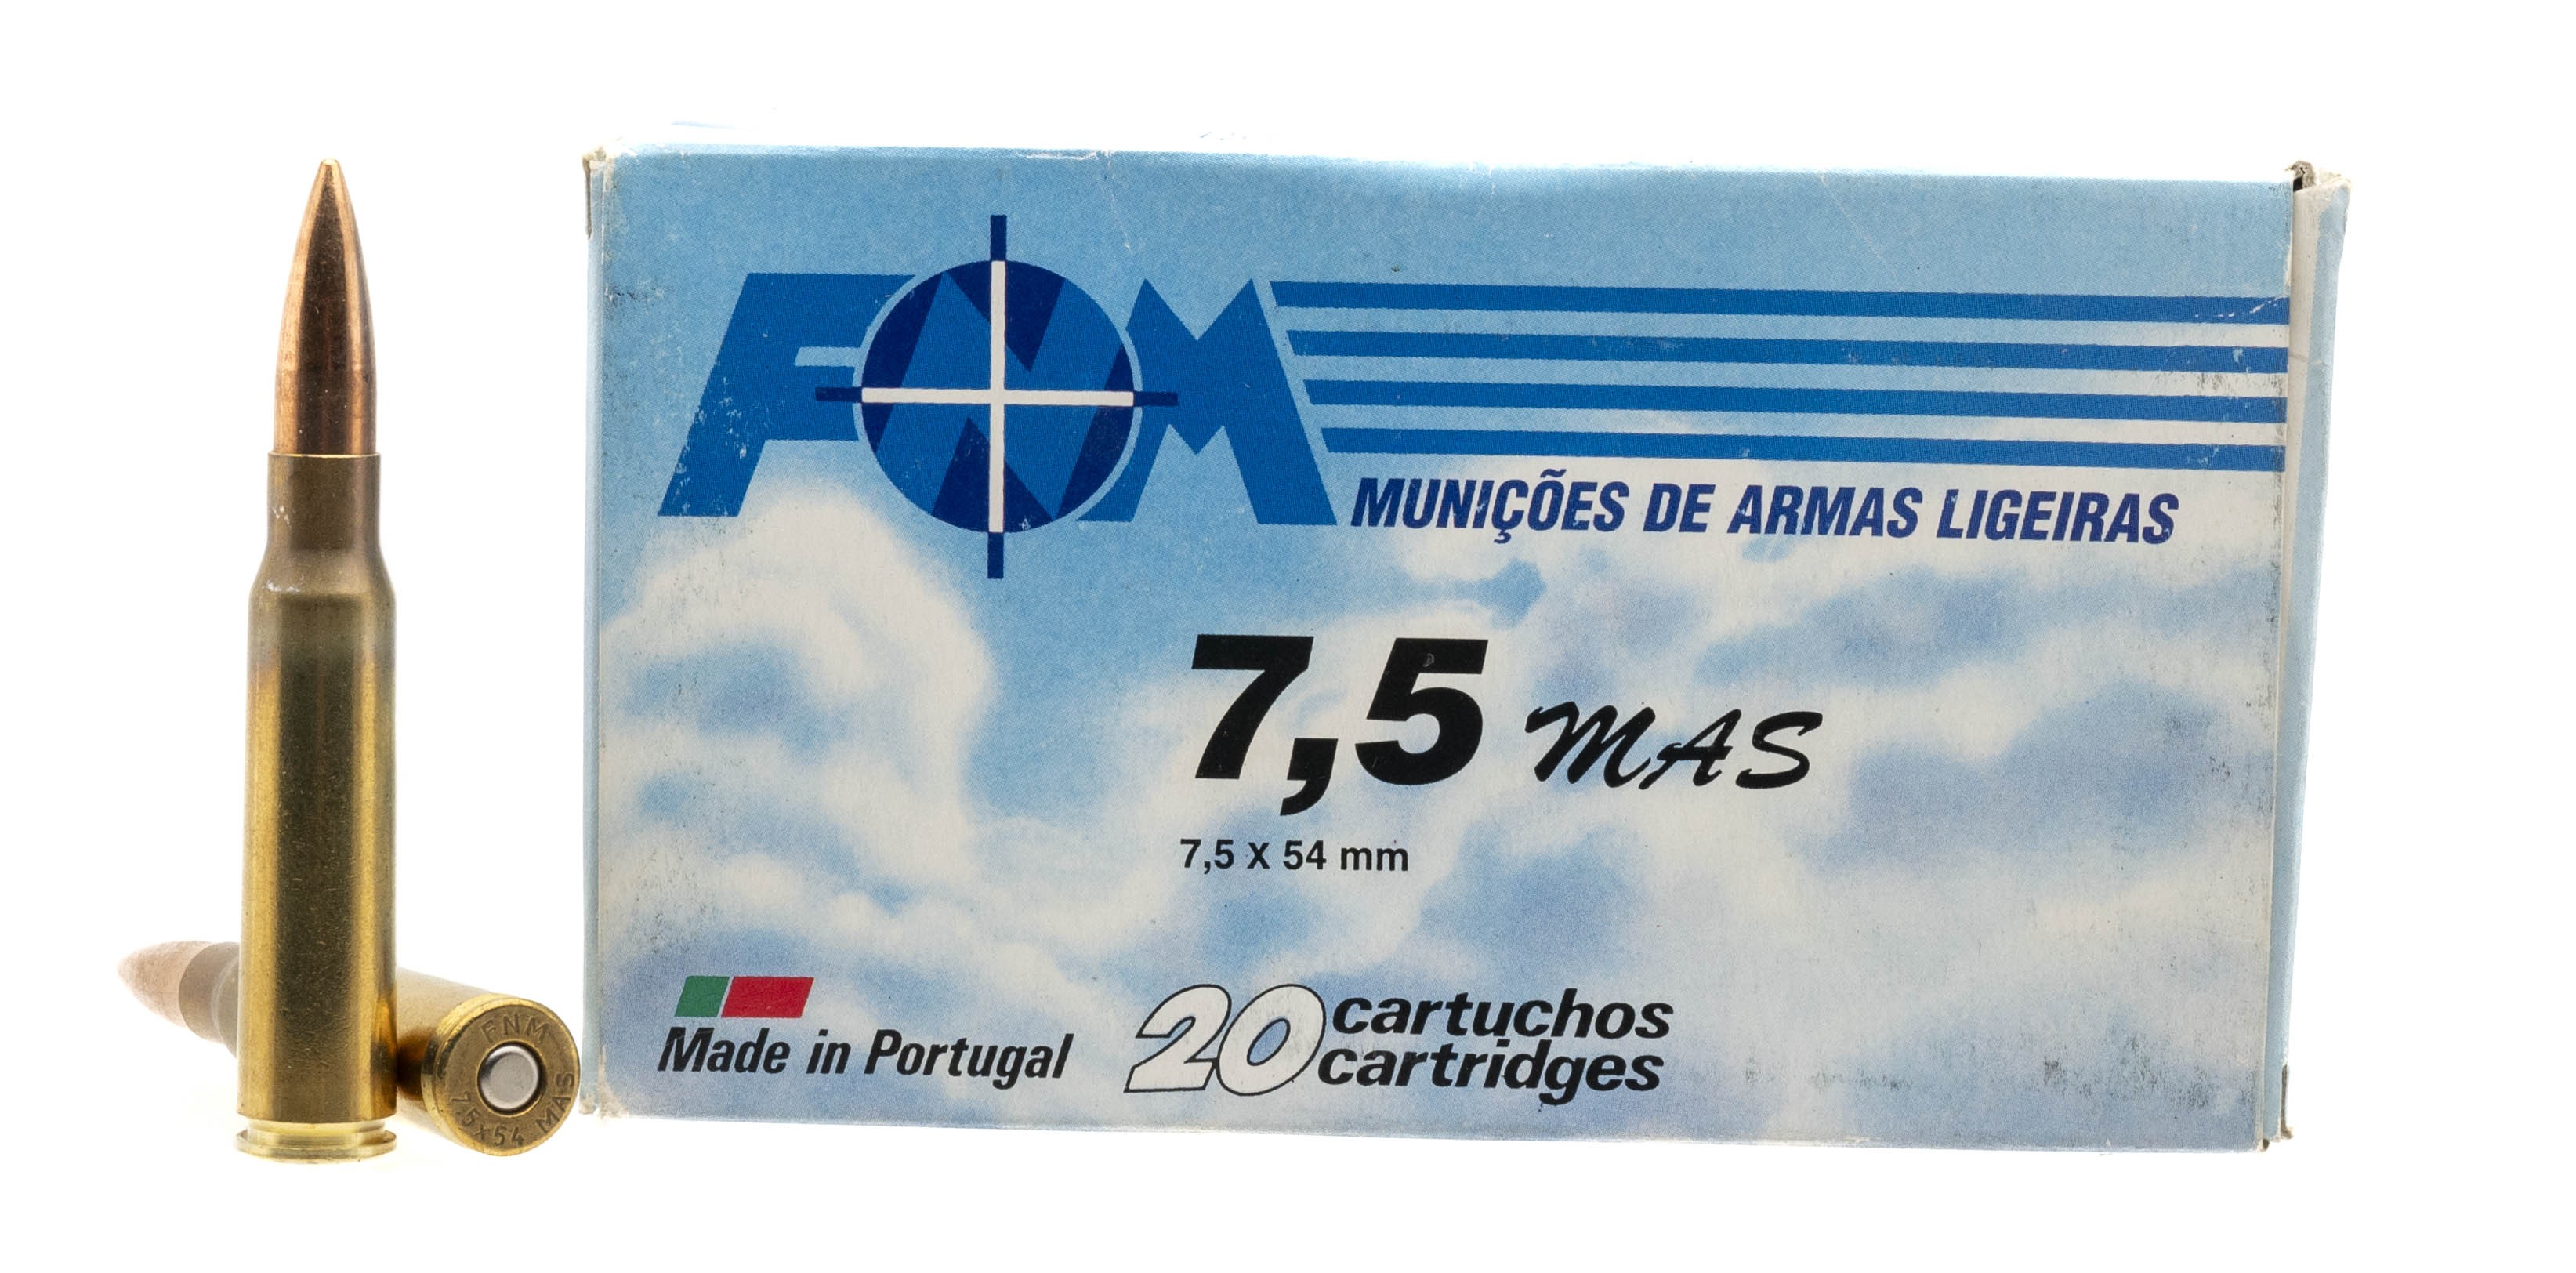 FNM
MUNIÇÕES DE ARMAS LIGEIRAS
7,5 MAS
7,5 x 54 mm
Made in Portugal
20 cartuchos
cartridges
FNM
7.5x54 MAS